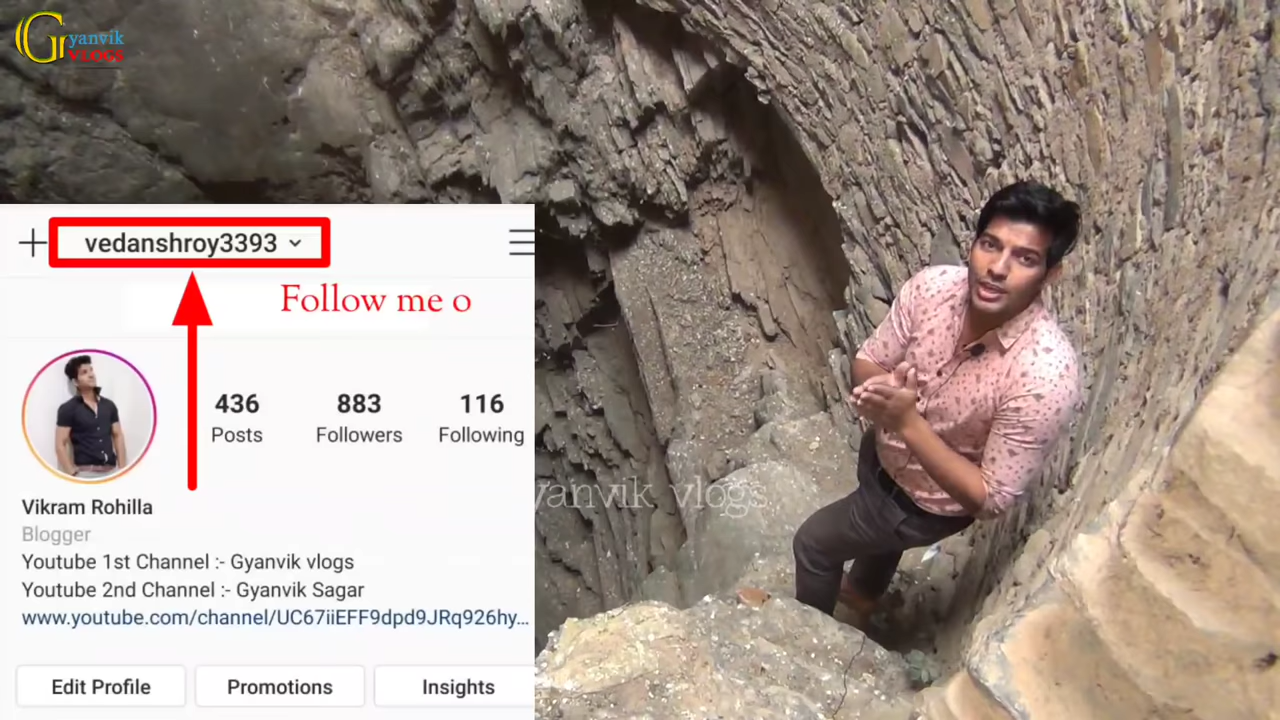 Gyanvik
VLOGS
vedanshroy3393
Follow me o
436
883
116
Posts
Followers
Following
Vikram Rohilla
Blogger
Youtube 1st Channel :- Gyanvik vlogs
Youtube 2nd Channel :- Gyanvik Sagar
www.youtube.com/channel/UC67iiEFF9dpd9JRq926hy...
Edit Profile
Promotions
Insights
yanvik vlogs